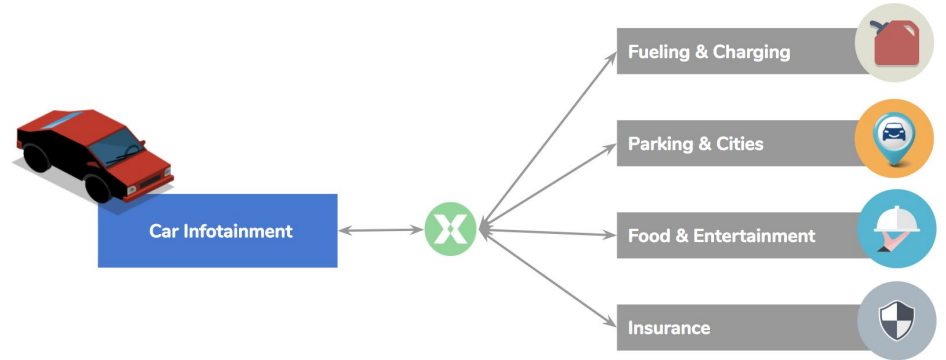 Fueling & Charging
Parking & Cities
Car Infotainment
Food & Entertainment
Insurance